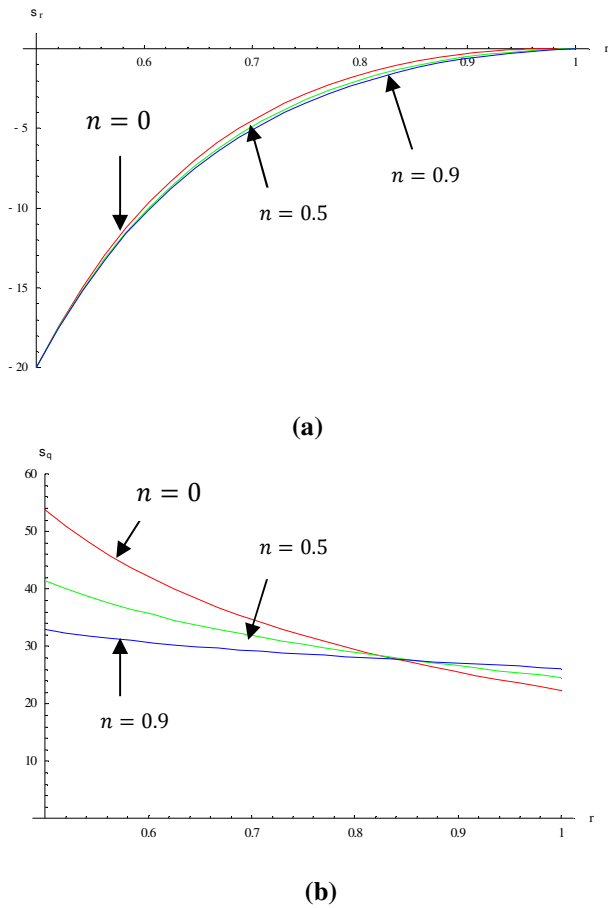 s r
0.6 0.7 0.8 0.9 1 r
n = 0
- 5
n = 0.9
n = 0.5
- 10
- 15
- 20
(a)
s q
60
n = 0
50
n = 0.5
40
30
20
n = 0.9
10
0.6 0.7 0.8 0.9 1 r
(b)